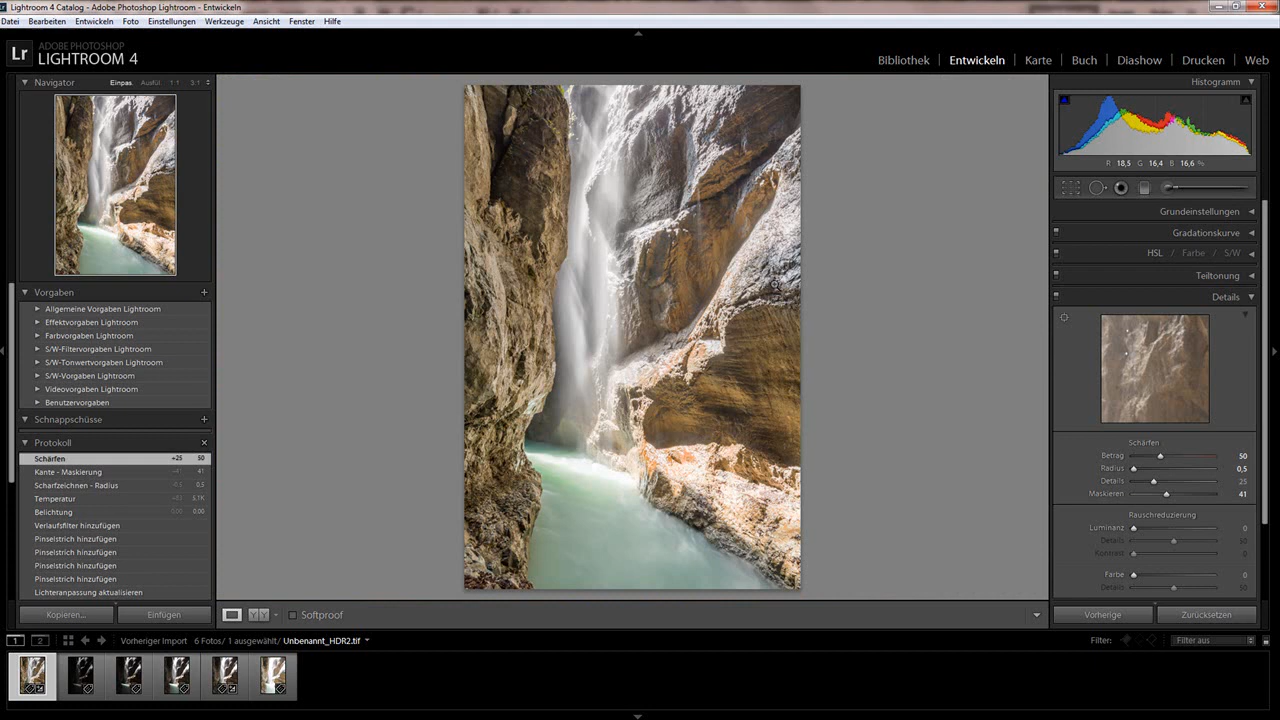 Lightroom 4 Catalog - Adobe Photoshop Lightroom - Entwickeln
Datei Bearbeiten Entwickeln Foto Einstellungen Werkzeuge Ansicht Fenster Hilfe
Lr ADOBE PHOTOSHOP
LIGHTROOM 4
Bibliothek | Entwickeln | Karte | Buch | Diashow | Drucken | Web
Navigator Einpas. Ausfül. 1:1 3:1
Vorgaben +
Allgemeine Vorgaben Lightroom
Effektvorgaben Lightroom
Farbvorgaben Lightroom
S/W-Filtervorgaben Lightroom
S/W-Tonwertvorgaben Lightroom
S/W-Vorgaben Lightroom
Videovorgaben Lightroom
Benutzervorgaben
Schnappschüsse +
Protokoll
Schärfen +25 50
Kante - Maskierung 41
Scharfzeichnen - Radius 0,5
Temperatur 5,1K
Belichtung 0,00 0,00
Verlaufsfilter hinzufügen
Pinselstrich hinzufügen
Pinselstrich hinzufügen
Pinselstrich hinzufügen
Pinselstrich hinzufügen
Lichteranpassung aktualisieren
Kopieren... Einfügen
YY Softproof
Histogramm
R 18,5 G 16,4 B 16,6 %
Grundeinstellungen
Gradationskurve
HSL / Farbe / S/W
Teiltonung
Details
Schärfen
Betrag 50
Radius 0,5
Details 25
Maskieren 41
Rauschreduzierung
Luminanz 0
Details 50
Kontrast 0
Farbe 0
Details 50
Vorherige Zurücksetzen
1 2 Vorheriger Import 6 Fotos/ 1 ausgewählt/ Unbenannt_HDR2.tif Filter: Filter aus